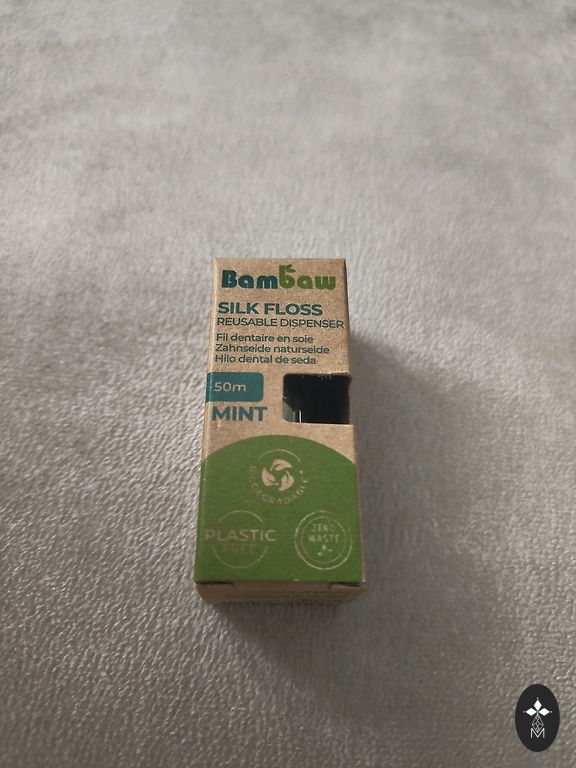 Bambaw
SILK FLOSS
REUSABLE DISPENSER
Fil dentaire en soie
Zahnseide naturseide
Hilo dental de seda
50m
MINT
BIODEGRADABLE
PLASTIC
FREE
ZERO
WASTE
M